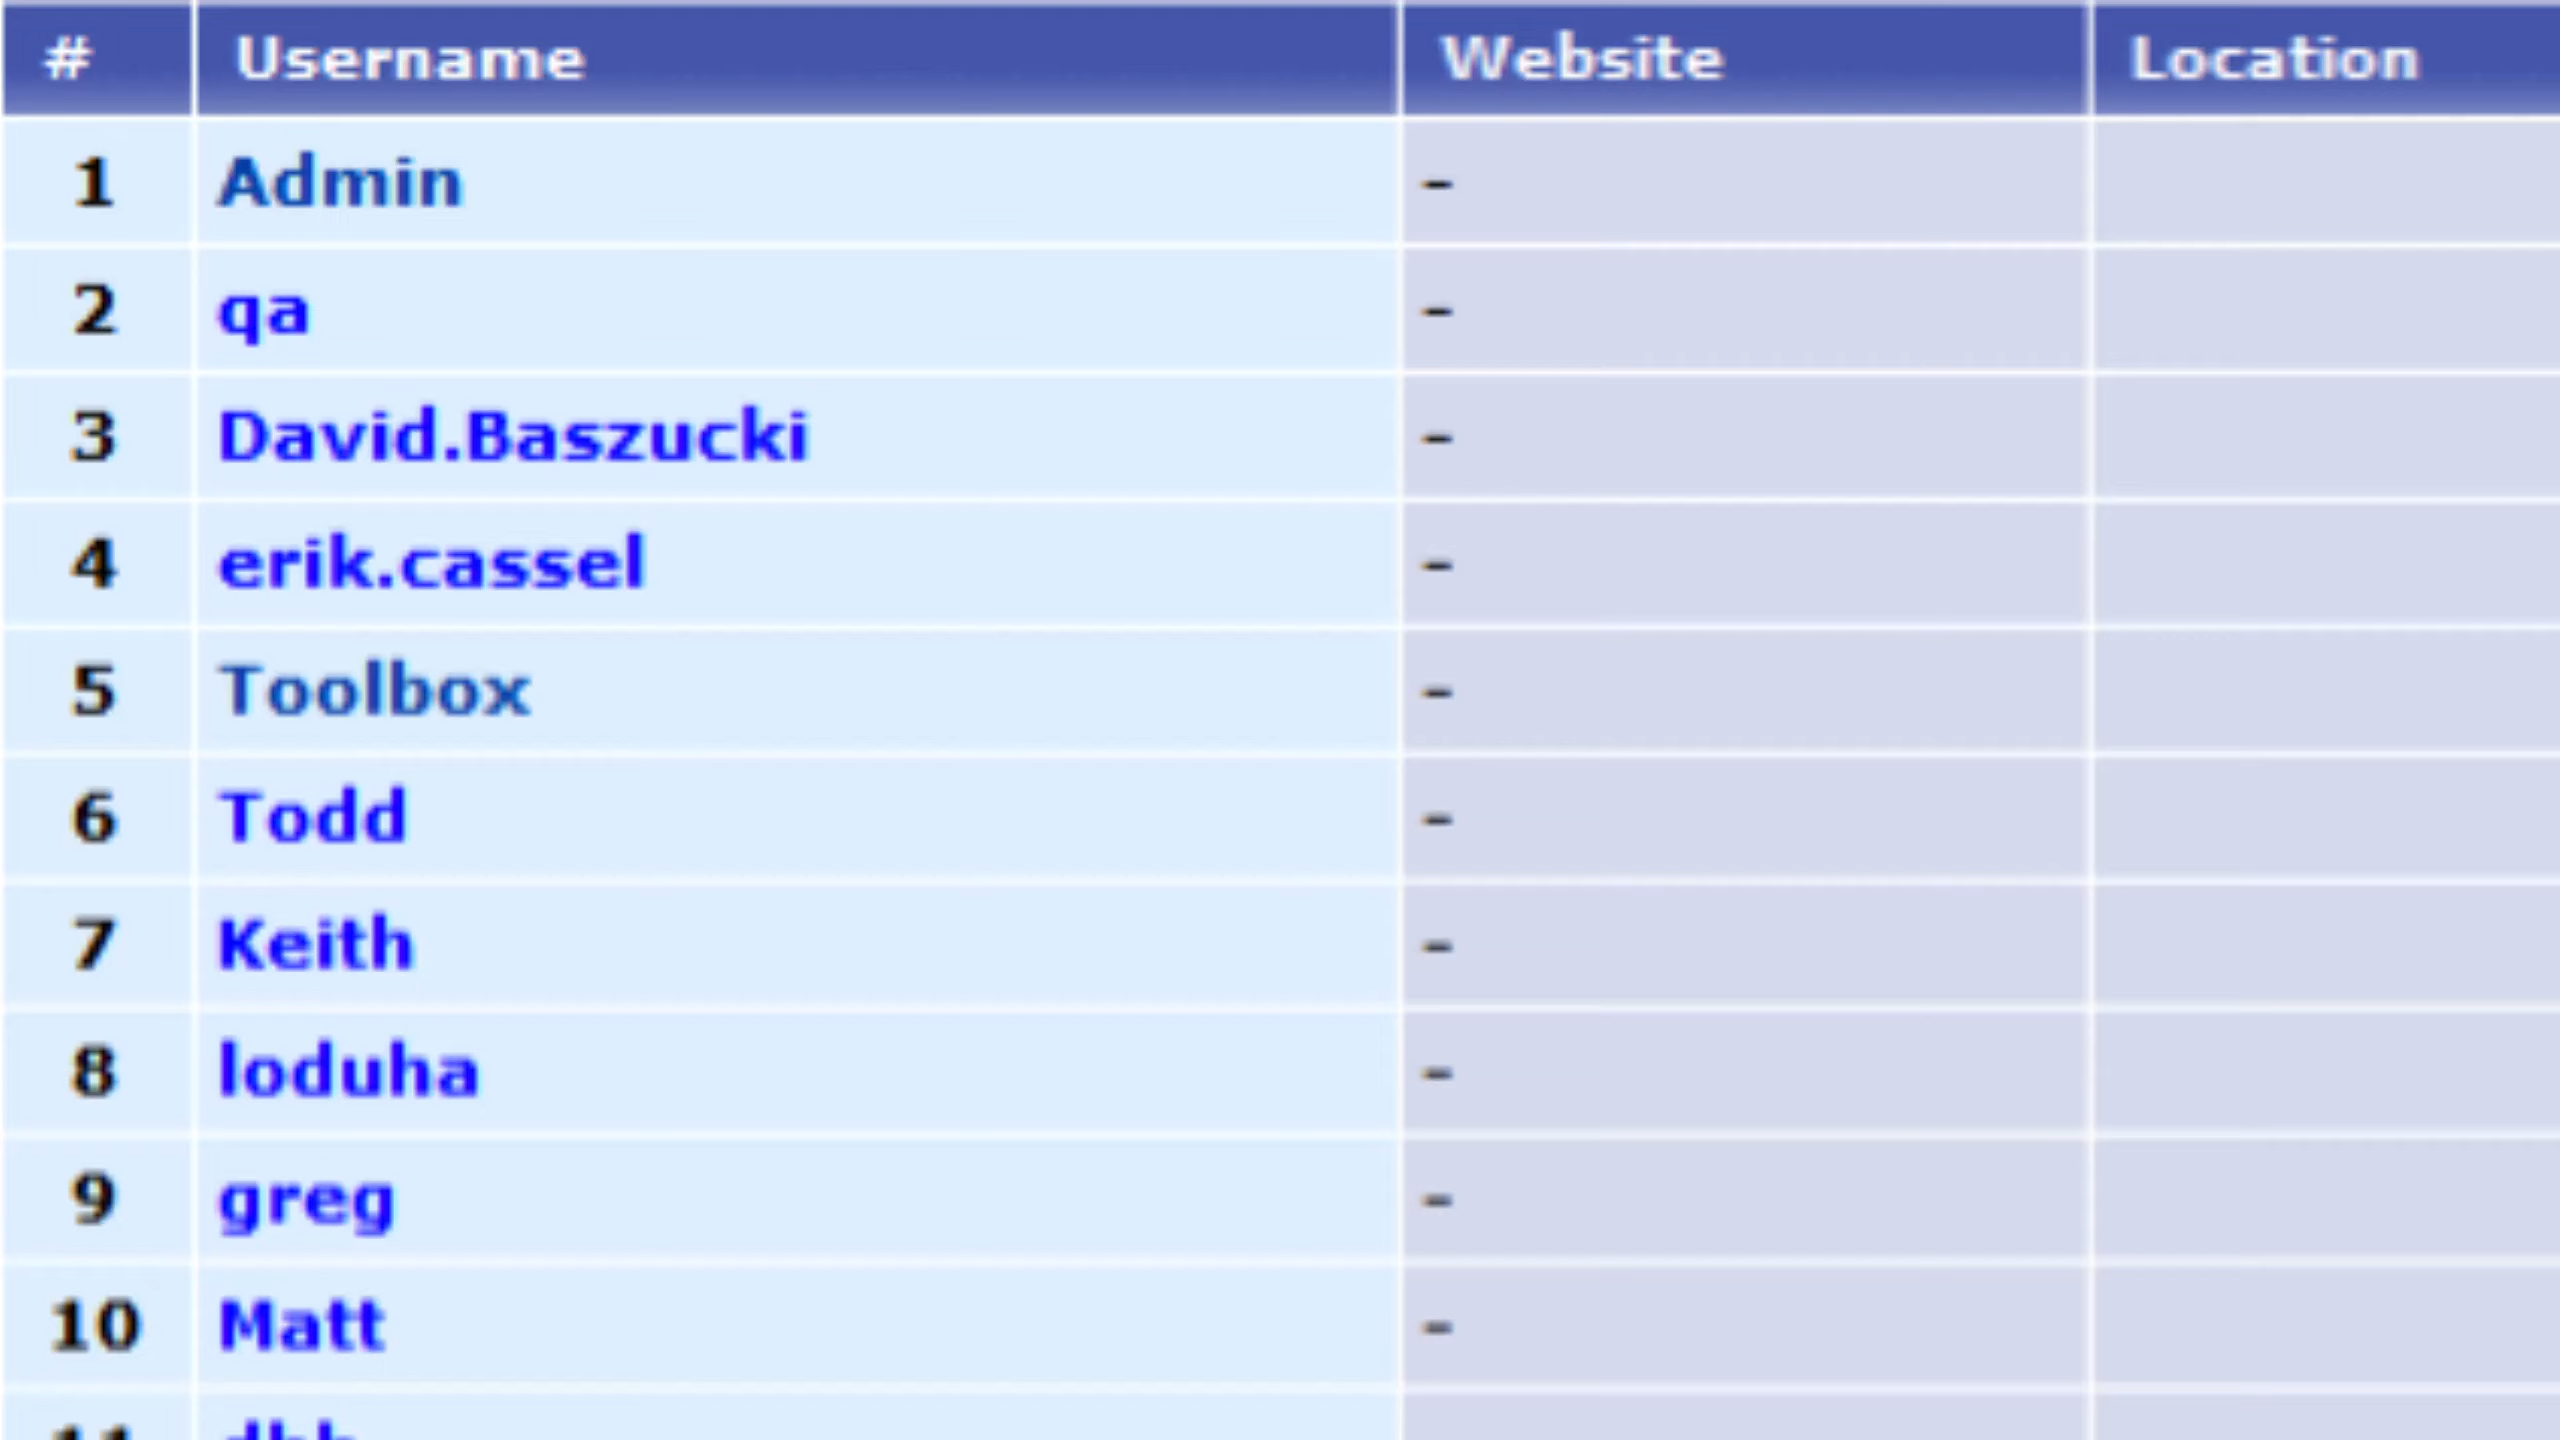 # Username Website Location
1 Admin -
2 qa -
3 David.Baszucki -
4 erik.cassel -
5 Toolbox -
6 Todd -
7 Keith -
8 loduha -
9 greg -
10 Matt -
11